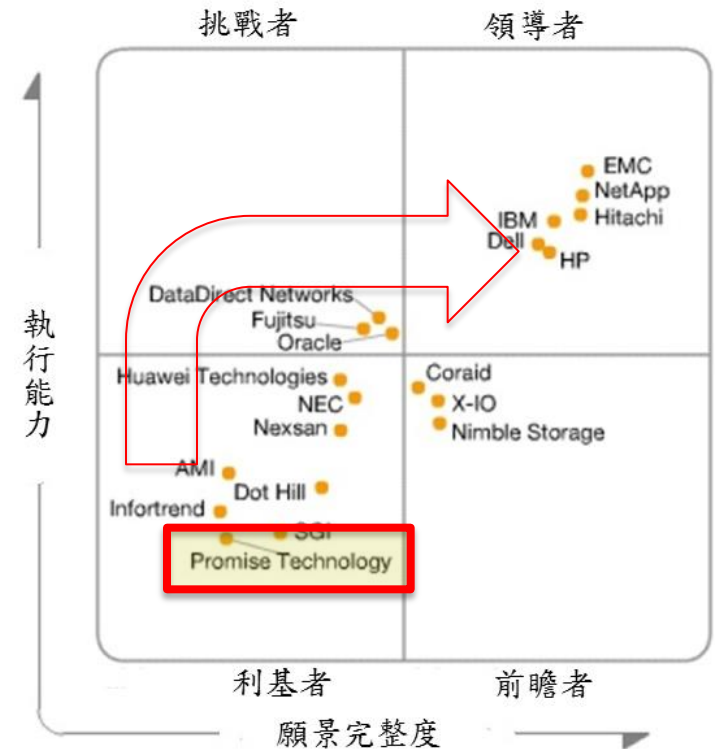 挑戰者
領導者
EMC
NetApp
IBM
Hitachi
Dell
HP
DataDirect Networks
Fujitsu
Oracle
執行能力
Huawei Technologies
Coraid
NEC
X-IO
Nexsan
Nimble Storage
AMI
Dot Hill
Infortrend
SGI
Promise Technology
利基者
前瞻者
願景完整度